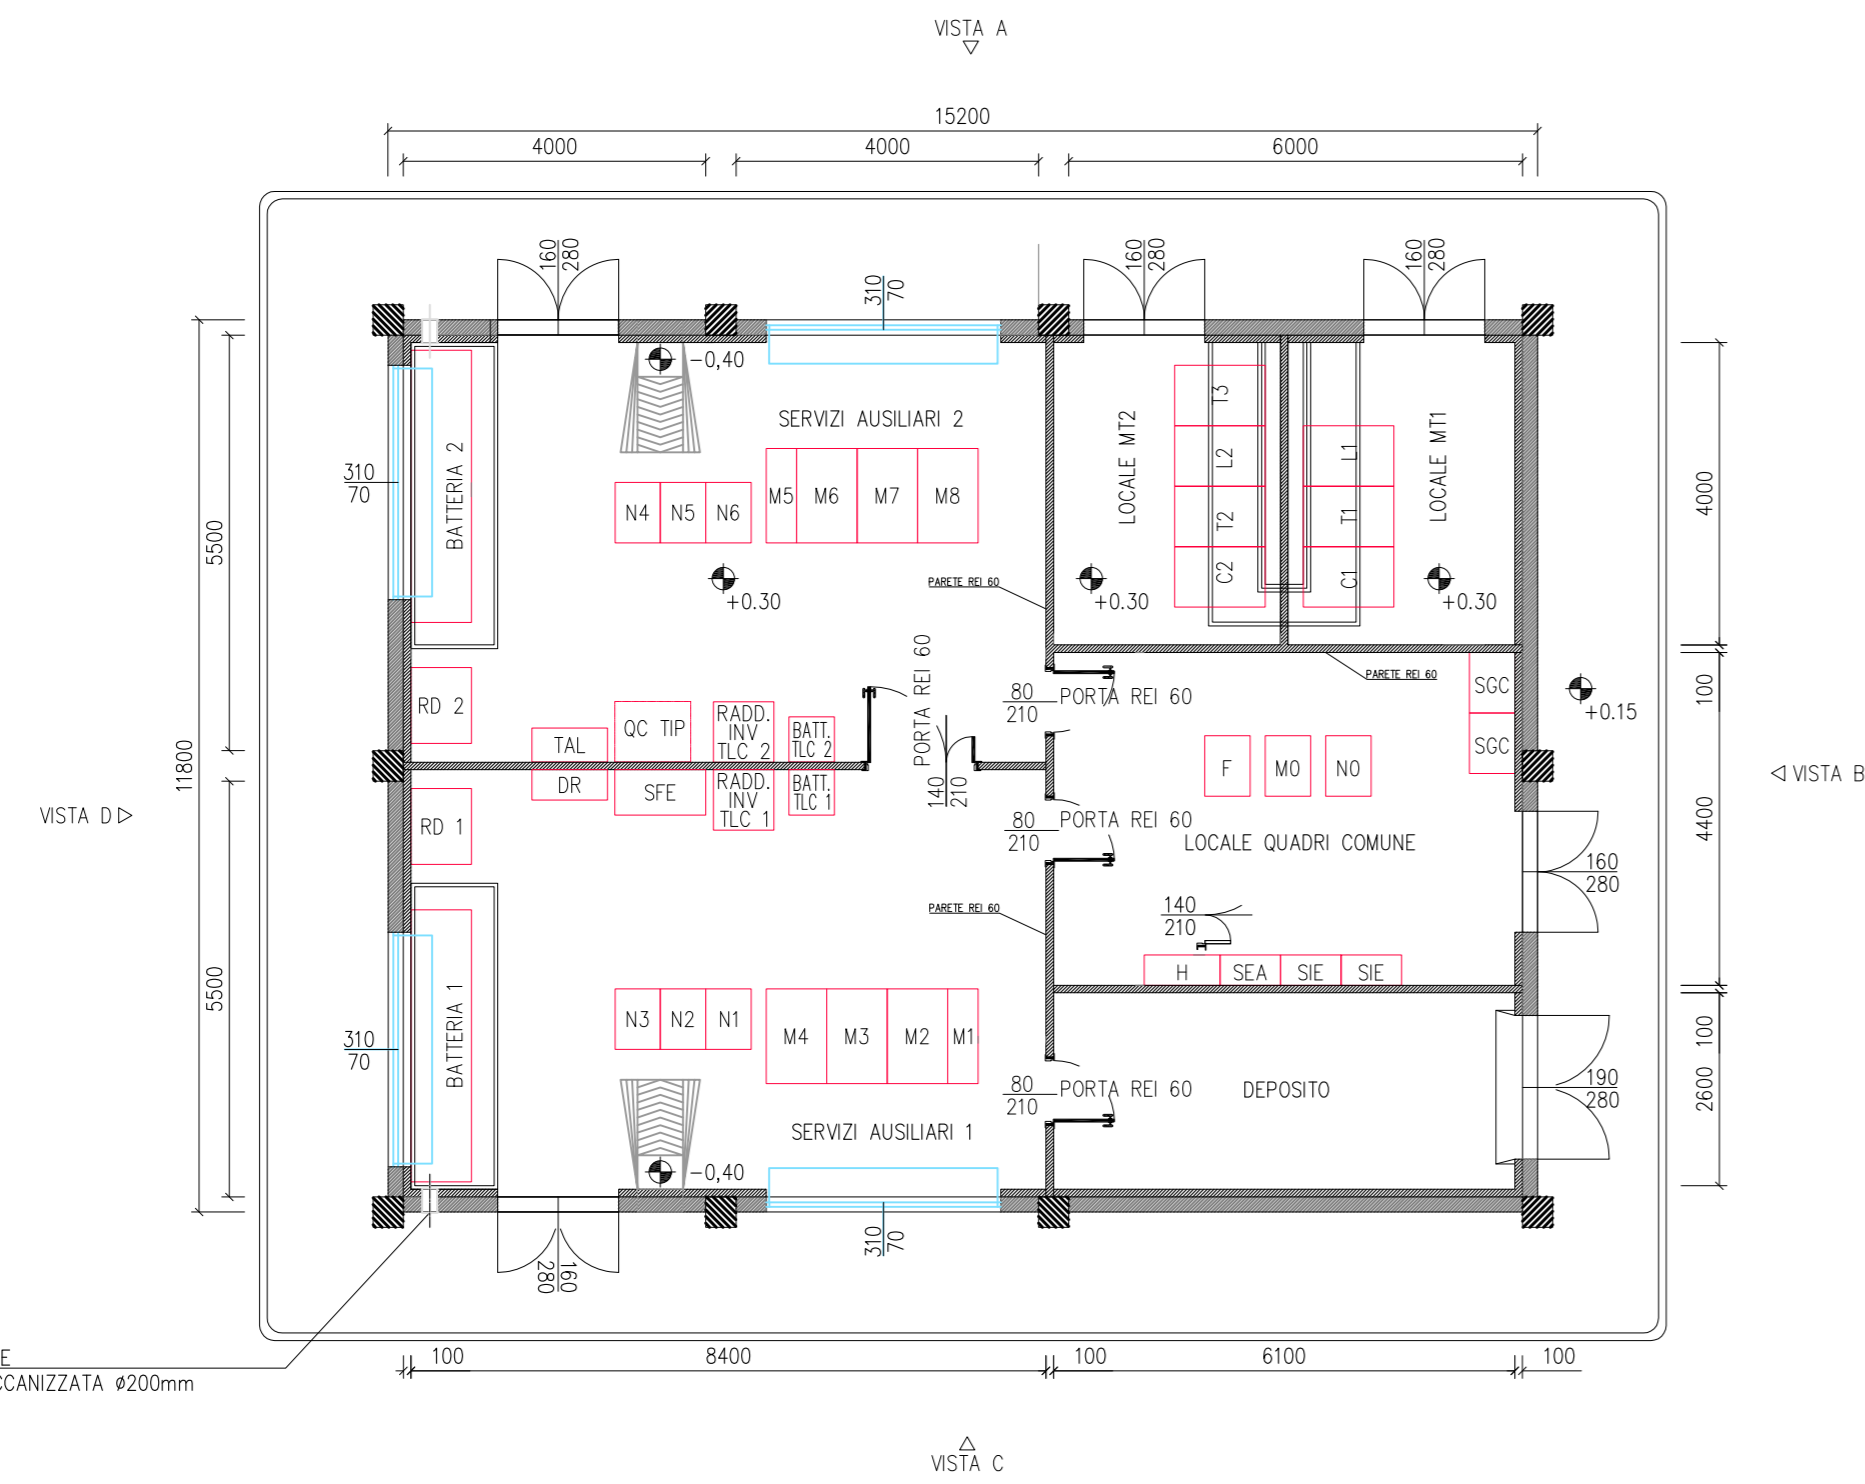 VISTA A
15200
4000
4000
6000
160
280
310
70
160
280
160
280
-0,40
SERVIZI AUSILIARI 2
BATTERIA 2
310
70
5500
N4
N5
N6
M5
M6
M7
M8
+0.30
PARETE REI 60
LOCALE MT2
T3
L2
T2
C2
+0.30
L1
T1
C1
LOCALE MT1
+0.30
4000
11800
RD 2
TAL
QC TIP
RADD.
INV
TLC 2
BATT.
TLC 2
PORTA REI 60
140
210
80
210
PORTA REI 60
PARETE REI 60
SGC
SGC
+0.15
100
VISTA D
RD 1
DR
SFE
RADD.
INV
TLC 1
BATT.
TLC 1
80
210
PORTA REI 60
F
M0
N0
LOCALE QUADRI COMUNE
VISTA B
160
280
4400
PARETE REI 60
140
210
H
SEA
SIE
SIE
5500
BATTERIA 1
310
70
N3
N2
N1
M4
M3
M2
M1
80
210
PORTA REI 60
DEPOSITO
190
280
100
2600
SERVIZI AUSILIARI 1
-0,40
280
160
310
70
E
CCANIZZATA ø200mm
100
8400
100
6100
100
VISTA C